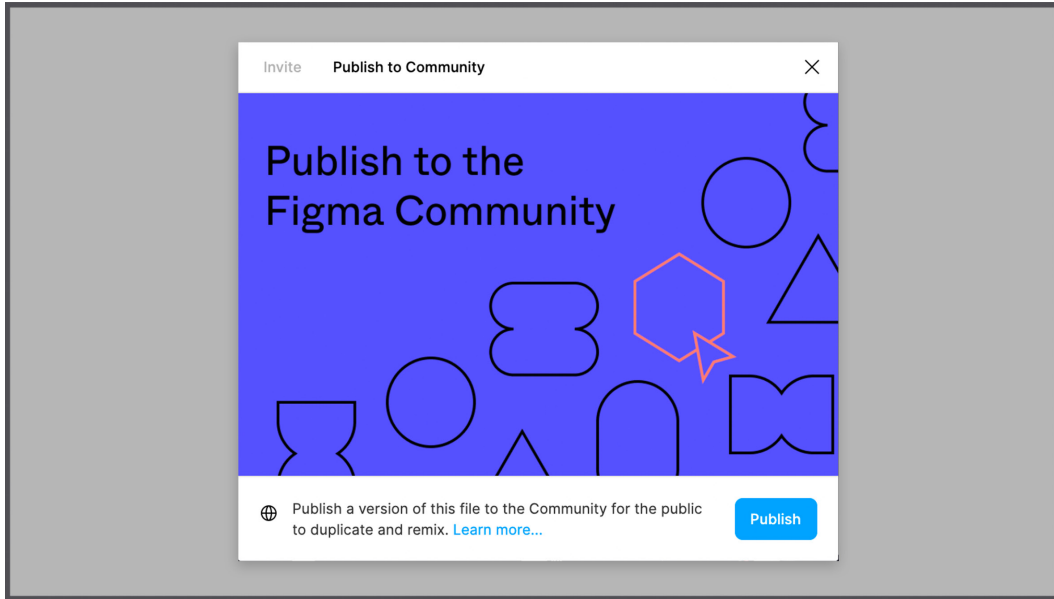 Invite Publish to Community
Publish to the
Figma Community
Publish a version of this file to the Community for the public
to duplicate and remix. Learn more...
Publish